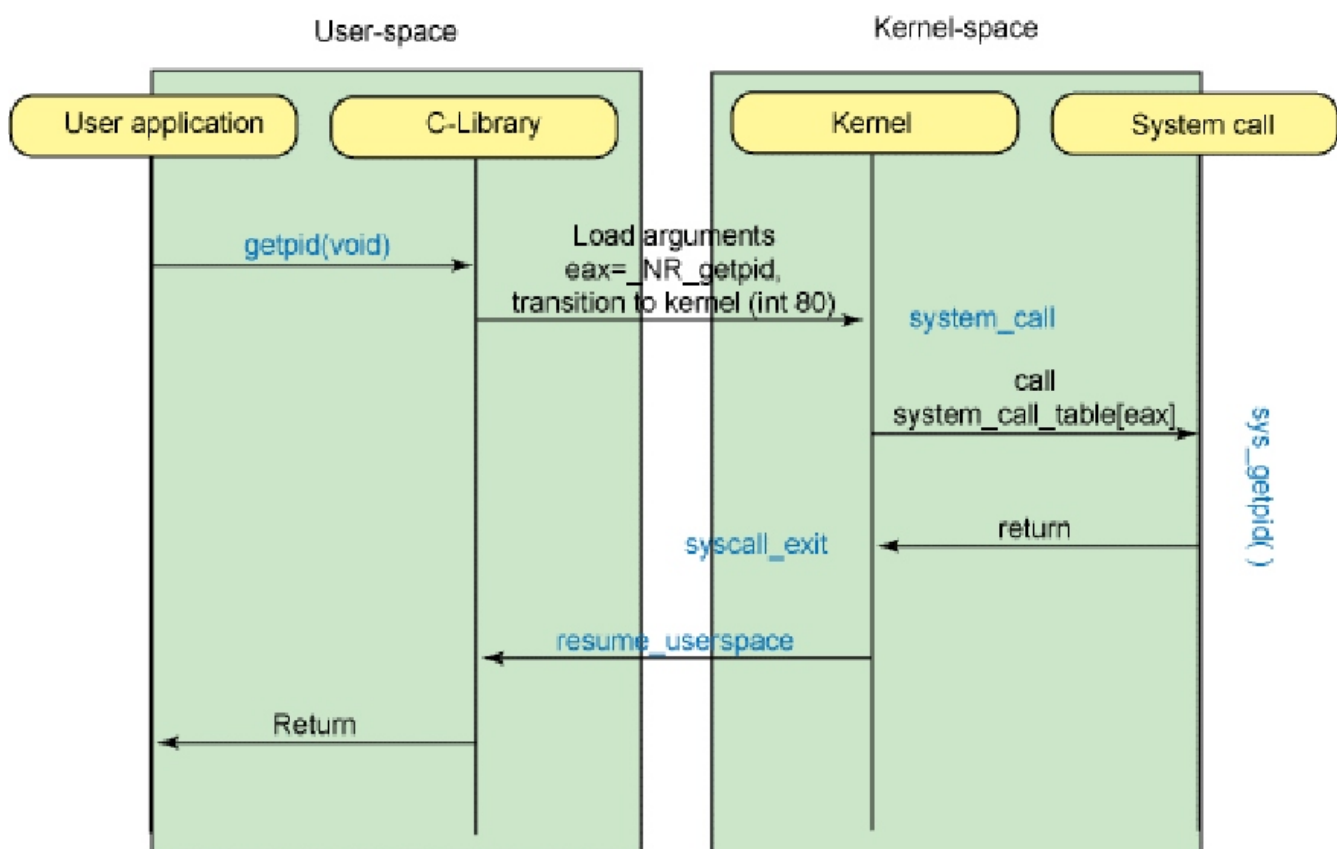 User-space
Kernel-space
User application
C-Library
Kernel
System call
getpid(void)
Load arguments
eax=_NR_getpid,
transition to kernel (int 80)
system_call
call
system_call_table[eax]
sys_getpid( )
return
syscall_exit
resume_userspace
Return